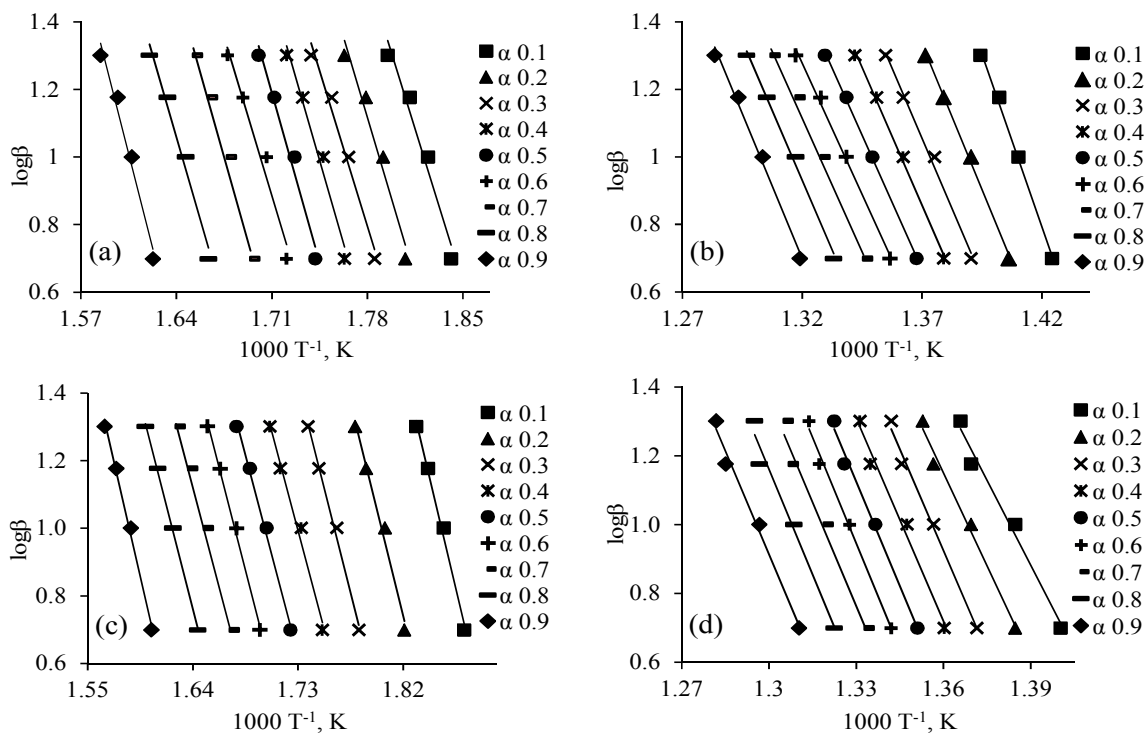 1.4
1.2
1
0.8
0.6
logβ
(a)
1.57 1.64 1.71 1.78 1.85
1000 T⁻¹, K
α 0.1
α 0.2
α 0.3
α 0.4
α 0.5
α 0.6
α 0.7
α 0.8
α 0.9
1.4
1.2
1
0.8
0.6
logβ
(b)
1.27 1.32 1.37 1.42
1000 T⁻¹, K
α 0.1
α 0.2
α 0.3
α 0.4
α 0.5
α 0.6
α 0.7
α 0.8
α 0.9
1.4
1.2
1.0
0.8
0.6
logβ
(c)
1.55 1.64 1.73 1.82
1000 T⁻¹, K
α 0.1
α 0.2
α 0.3
α 0.4
α 0.5
α 0.6
α 0.7
α 0.8
α 0.9
1.4
1.2
1.0
0.8
0.6
logβ
(d)
1.27 1.3 1.33 1.36 1.39
1000 T⁻¹, K
α 0.1
α 0.2
α 0.3
α 0.4
α 0.5
α 0.6
α 0.7
α 0.8
α 0.9